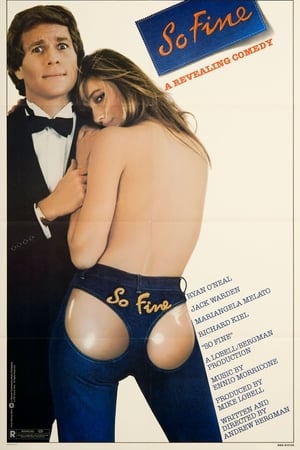 So Fine
A REVEALING COMEDY
So Fine
RYAN O'NEAL
JACK WARDEN
MARIANGELA MELATO
RICHARD KIEL
"SO FINE"
A LOBELL/BERGMAN
PRODUCTION
MUSIC BY
ENNIO MORRICONE
PRODUCED BY
MIKE LOBELL
WRITTEN AND
DIRECTED BY
ANDREW BERGMAN
R